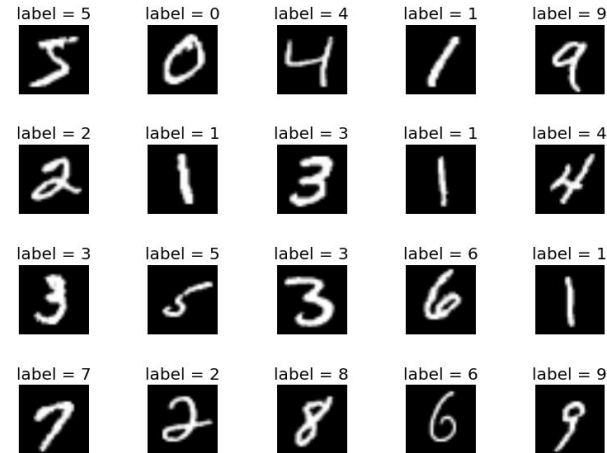 label = 5 label = 0 label = 4 label = 1 label = 9
5 0 4 1 9
label = 2 label = 1 label = 3 label = 1 label = 4
2 1 3 1 4
label = 3 label = 5 label = 3 label = 6 label = 1
3 5 3 6 1
label = 7 label = 2 label = 8 label = 6 label = 9
7 2 8 6 9